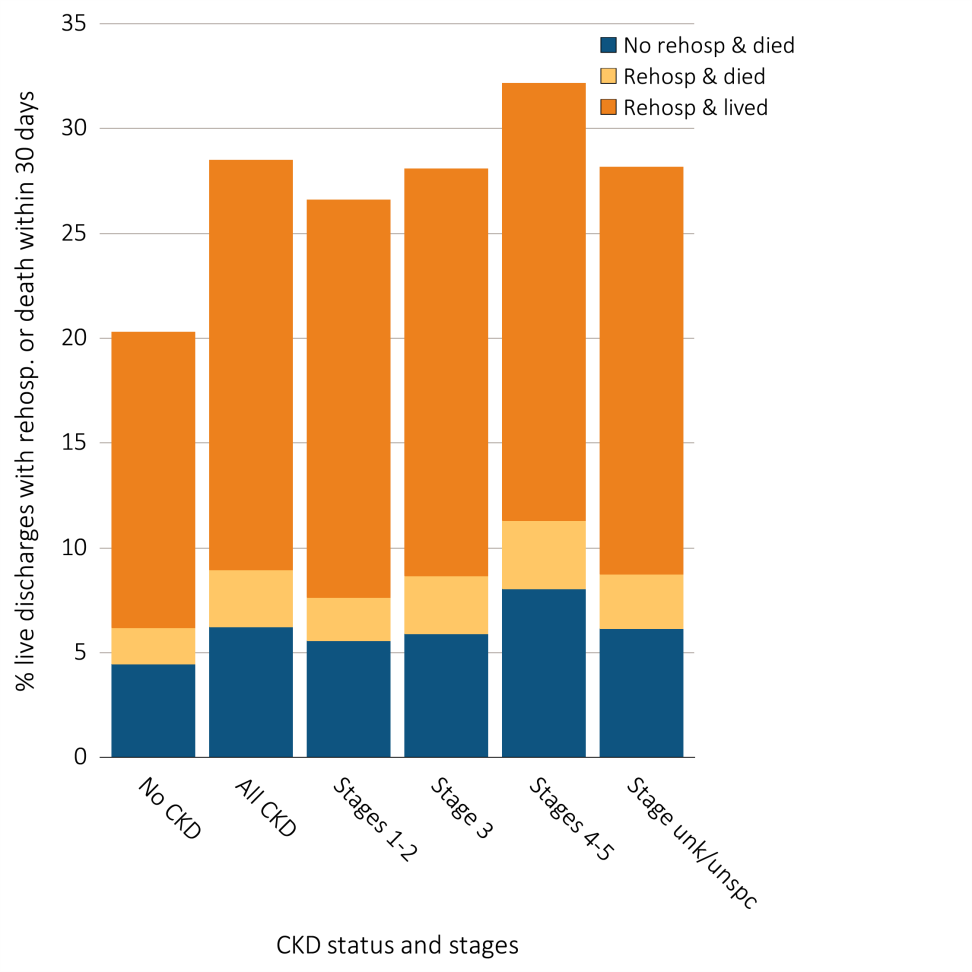 % live discharges with rehosp. or death within 30 days
35
30
25
20
15
10
5
0
No rehosp & died
Rehosp & died
Rehosp & lived
No CKD
All CKD
Stages 1-2
Stage 3
Stages 4-5
Stage unk/unspc
CKD status and stages